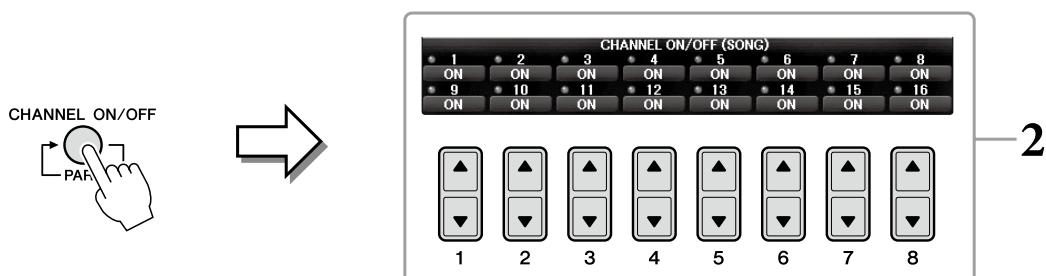 CHANNEL ON/OFF
PAR
CHANNEL ON/OFF (SONG)
1 2 3 4 5 6 7 8
ON ON ON ON ON ON ON ON
9 10 11 12 13 14 15 16
ON ON ON ON ON ON ON ON
2
1 2 3 4 5 6 7 8